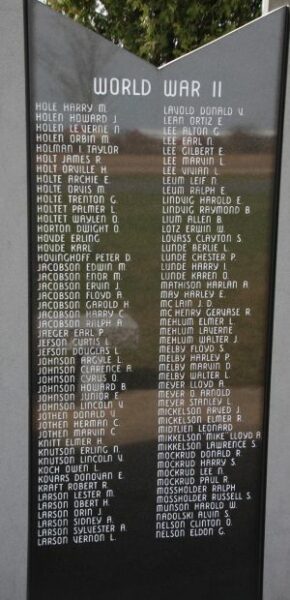 WORLD WAR II
HOLE HARRY M.
HOLEN HOWARD J.
HOLEN LE VERNE N.
HOLEN ORBIN M.
HOLMAN I. TAYLOR
HOLT JAMES R.
HOLT ORVILLE H.
HOLTE ARCHIE E.
HOLTE ORVIS M.
HOLTE TRENTON G.
HOLTET PALMER L.
HOLTET WAYLEN O.
HORTON DWIGHT O.
HOVDE ERLING
HOVDE KARL
HOVINGHOFF PETER D.
JACOBSON EDWIN M.
JACOBSON ENOR M.
JACOBSON ERVIN J.
JACOBSON FLOYD A.
JACOBSON GAROLD H.
JACOBSON HARRY C.
JACOBSON RALPH A.
JAEGER EARL P.
JEFSON CURTIS L.
JEFSON DOUGLAS L.
JOHNSON ARGYLE L.
JOHNSON CLARENCE A.
JOHNSON CYRUS O.
JOHNSON HOWARD B.
JOHNSON JUNIOR E.
JOHNSON LINCOLN V.
JOTHEN DONALD V.
JOTHEN HERMAN C.
JOTHEN MARVIN C.
KNITT ELMER H.
KNUTSON ERLING N.
KNUTSON LINCOLN V.
KOCH OWEN L.
KOVARS DONOVAN E.
KRAFT ROBERT R.
LARSON LESTER M.
LARSON OBERT H.
LARSON ORIN J.
LARSON SIDNEY A.
LARSON SYLVESTER A.
LARSON VERNON L.
LAVOLD DONALD V.
LEAN ORTIZ E.
LEE ALTON G.
LEE EARL N.
LEE GILBERT E.
LEE MARVIN L.
LEE VIVIAN L.
LEUM LEIF N.
LEUM RALPH E.
LINDVIG HAROLD E.
LINDVIG RAYMOND B.
LIUM ALLEN B.
LOTZ ERWIN W.
LOVASS CLAYTON S.
LUNDE BERLIE L.
LUNDE CHESTER P.
LUNDE HARRY I.
LUNDE KAREN O.
MATHISON HARLAN A.
MAY HARLEY E.
MC LAIN J. D.
MC HENRY GERVASE R.
MEHLUM ELMER L.
MEHLUM LAVERNE
MEHLUM WALTER J.
MELBY FLOYD S.
MELBY HARLEY P.
MELBY MARVIN D.
MELBY WALTER L.
MEYER LLOYD A.
MEYER O. ARNOLD
MEYER STANLEY L.
MICKELSON ARVED J.
MICKELSON ELMER R.
MIDTLIEN LEONARD
MIKKELSON "MIKE" LLOYD A.
MIKKELSON LAWRENCE S.
MOCKRUD DONALD R.
MOCKRUD HARRY S.
MOCKRUD LEE N.
MOCKRUD PAUL R.
MOSSHOLDER RALPH
MOSSHOLDER RUSSELL S.
MUNSON HAROLD W.
NADOLSKI ALVIN S.
NELSON CLINTON O.
NELSON ELDON G.